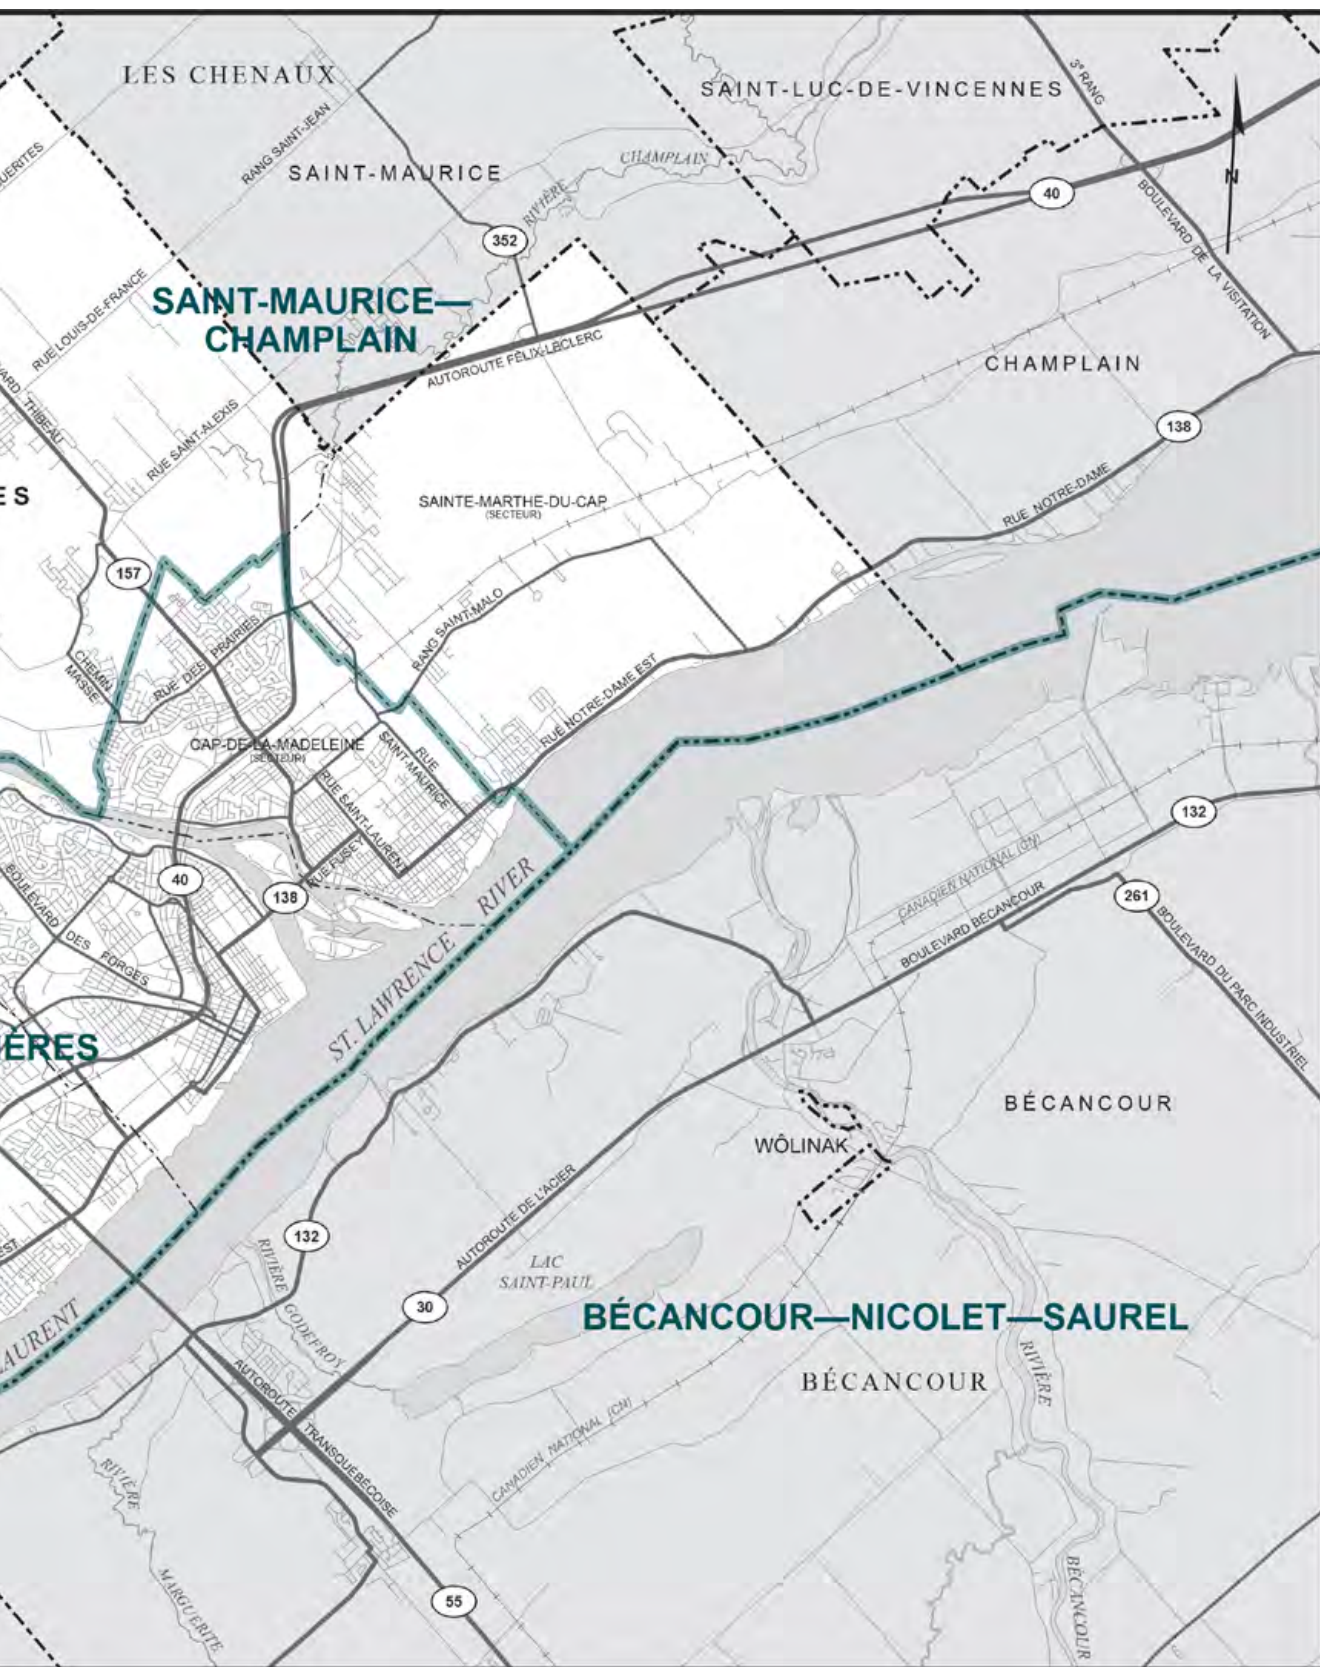 LES CHENAUX
SAINT-LUC-DE-VINCENNES
3e RANG
RANG SAINT-JEAN
SAINT-MAURICE
CHAMPLAIN
RIVIÈRE
40
N
BOULEVARD DE LA VISITATION
352
RUE LOUIS-DE-FRANCE
SAINT-MAURICE—
CHAMPLAIN
AUTOROUTE FÉLIX-LECLERC
CHAMPLAIN
THIBEAU
RUE SAINT-ALEXIS
138
SAINTE-MARTHE-DU-CAP
(SECTEUR)
RUE NOTRE-DAME
157
RANG SAINT-MALO
CHEMIN
MASSE
RUE DES PRAIRIES
RUE NOTRE-DAME EST
CAP-DE-LA-MADELEINE
(SECTEUR)
RUE
SAINT-MAURICE
RUE SAINT-LAURENT
RUE FUSEY
132
CANADIEN NATIONAL (CN)
BOULEVARD BÉCANCOUR
261
BOULEVARD DU PARC INDUSTRIEL
40
138
BOULEVARD DES FORGES
ST. LAWRENCE RIVER
ÈRES
BÉCANCOUR
WÔLINAK
AUTOROUTE DE L'ACIER
132
RIVIÈRE GODEFROY
LAC
SAINT-PAUL
30
BÉCANCOUR—NICOLET—SAUREL
BÉCANCOUR
AURENT
AUTOROUTE TRANSQUÉBÉCOISE
CANADIEN NATIONAL (CN)
RIVIÈRE
BÉCANCOUR
RIVIÈRE
MARGUERITE
55